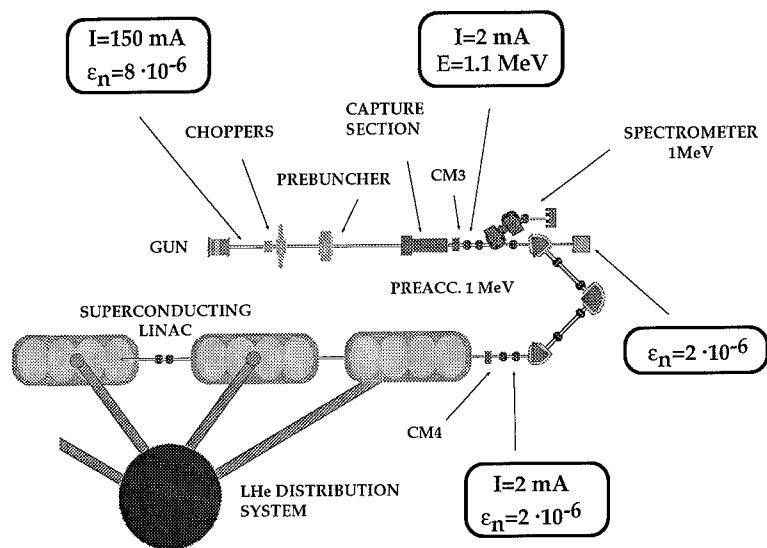 I=150 mA
εn=8 ·10-6
I=2 mA
E=1.1 MeV
CAPTURE
SECTION
CHOPPERS
SPECTROMETER
1MeV
CM3
PREBUNCHER
GUN
PREACC. 1 MeV
SUPERCONDUCTING
LINAC
εn=2 ·10-6
CM4
LHe DISTRIBUTION
SYSTEM
I=2 mA
εn=2 ·10-6